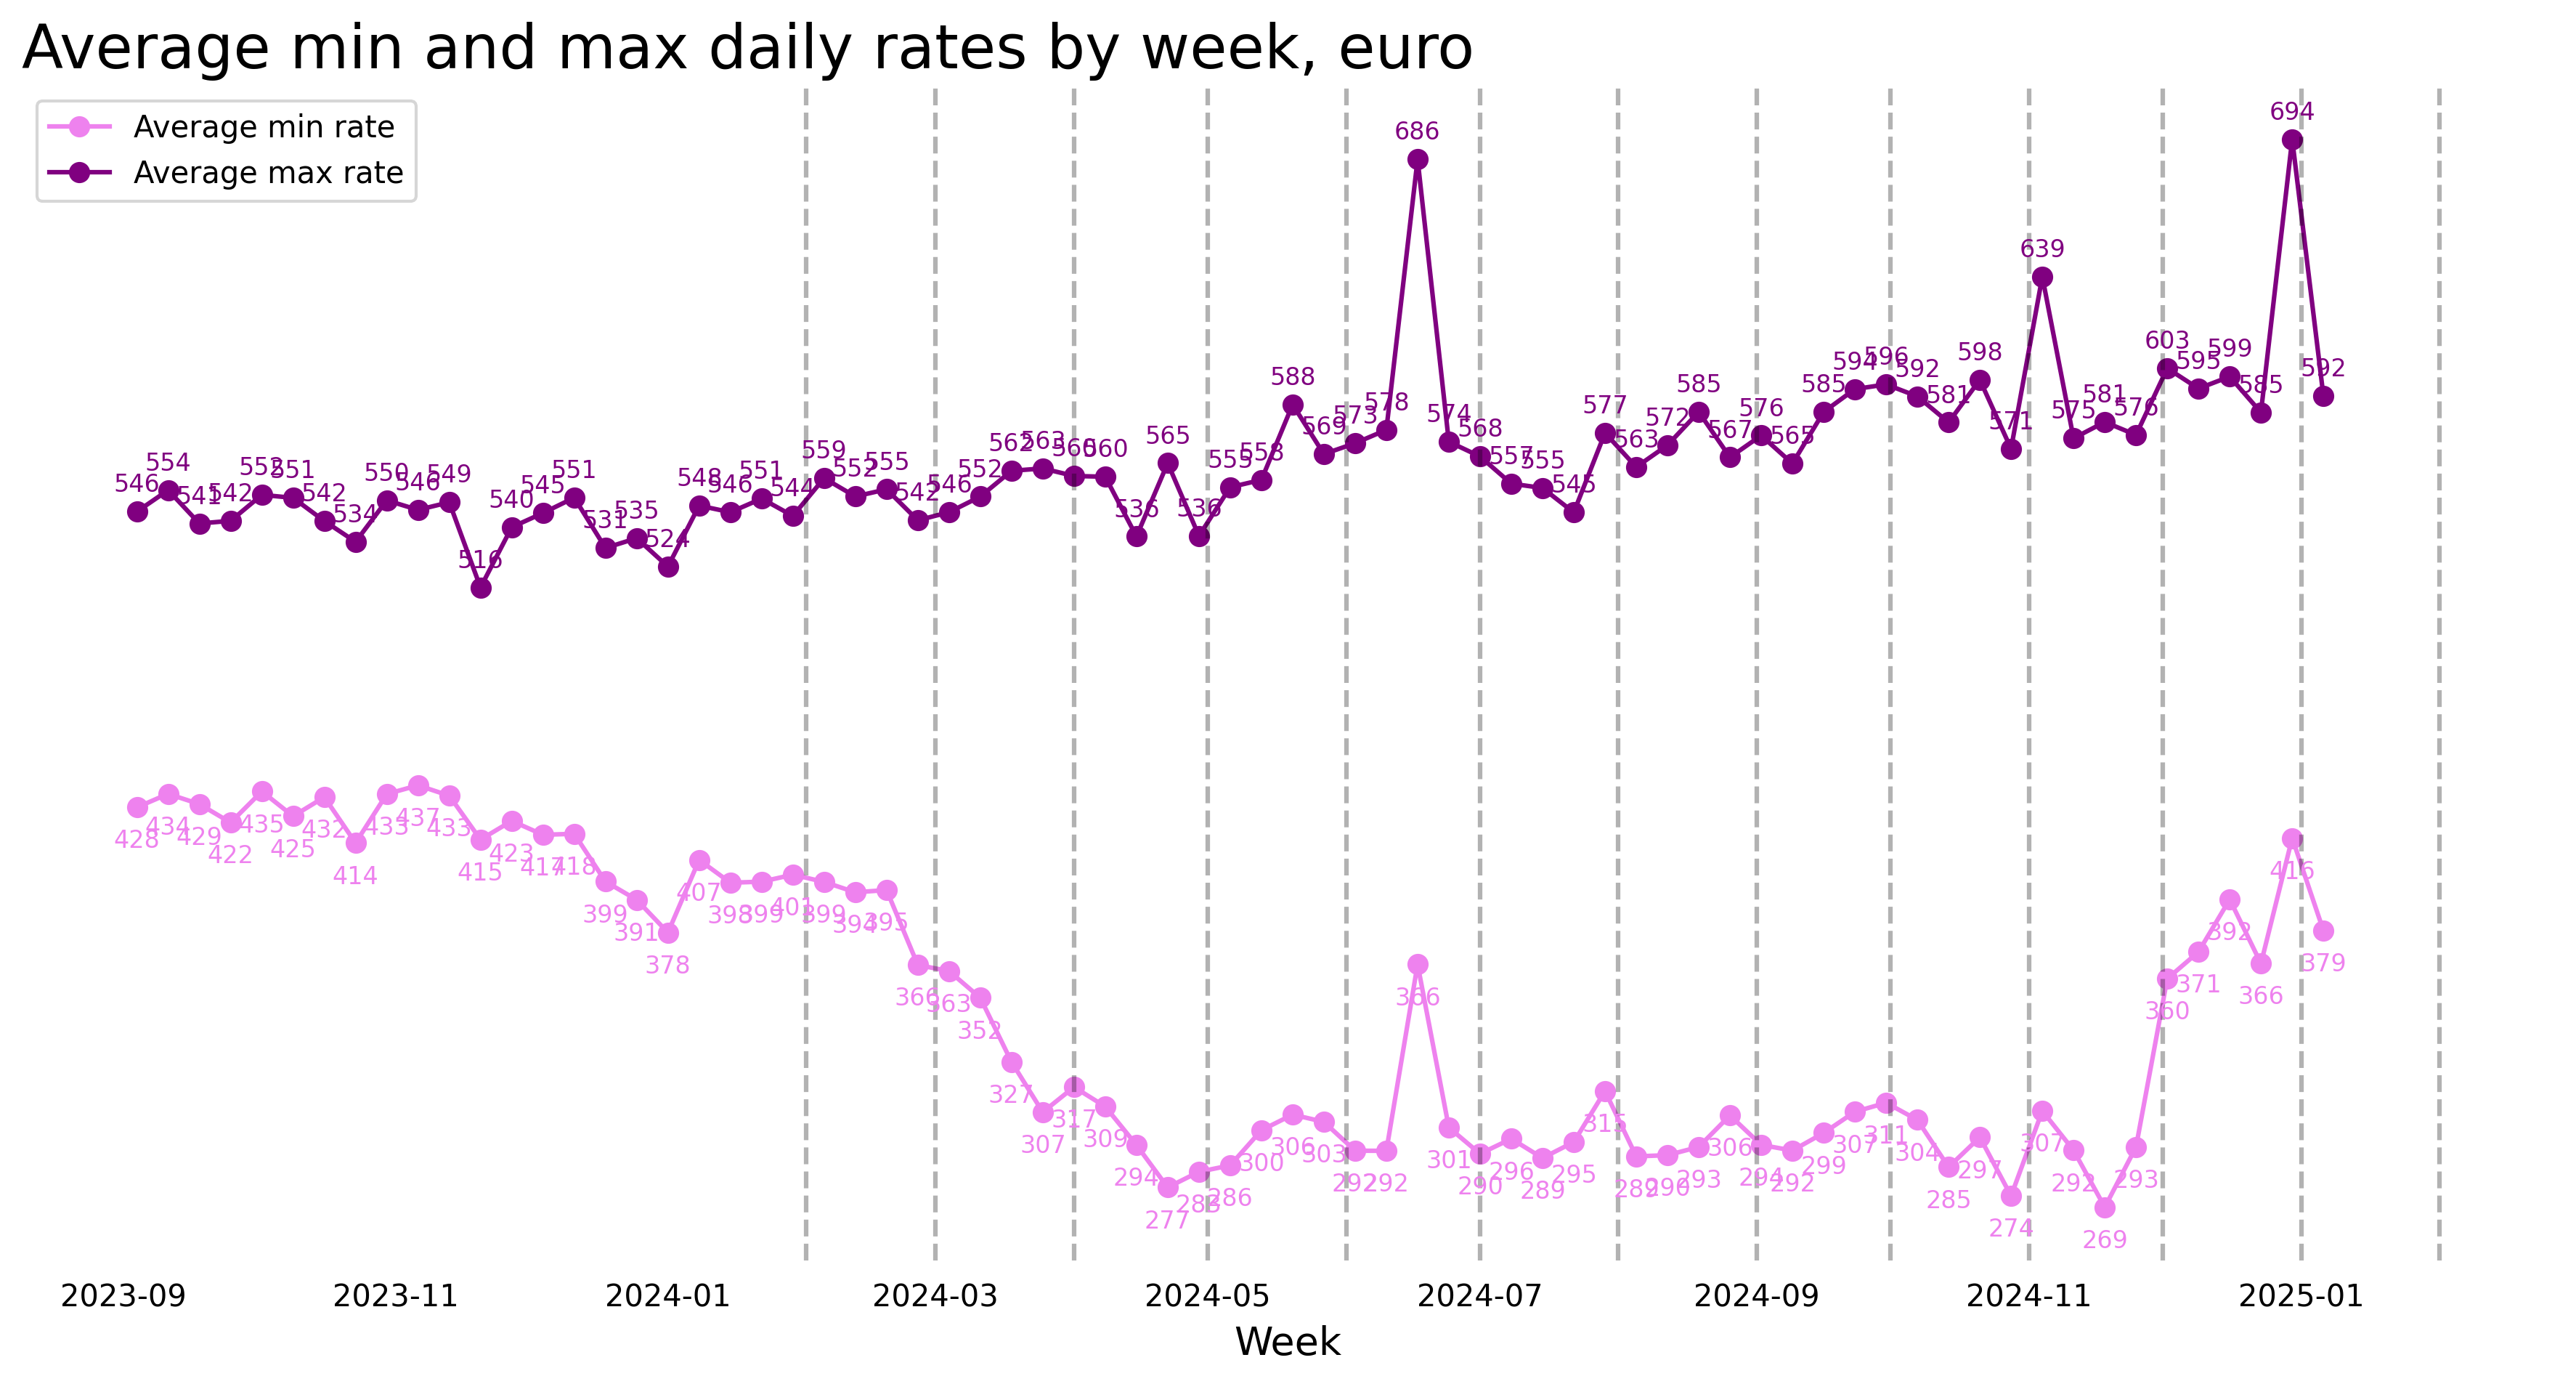 Average min and max daily rates by week, euro
Average min rate
Average max rate
546 554 541 542 552 551 542 534 550 546 549 516 540 545 551 531 535 524 548 546 551 544 559 552 555 542 546 552 562 563 560 560 536 565 536 555 558 588 569 573 578 686 574 568 557 555 545 577 563 572 585 567 576 565 585 594 596 592 581 598 571 639 575 581 576 603 595 599 585 694 592
428 434 429 422 435 425 432 414 433 437 433 415 423 417 418 399 391 378 407 398 399 401 399 394 395 366 363 352 327 307 317 309 294 277 283 286 300 306 303 292 292 366 301 290 296 289 295 315 289 290 293 306 294 292 299 307 311 304 285 297 274 307 292 269 293 360 371 392 366 416 379
2023-09 2023-11 2024-01 2024-03 2024-05 2024-07 2024-09 2024-11 2025-01
Week